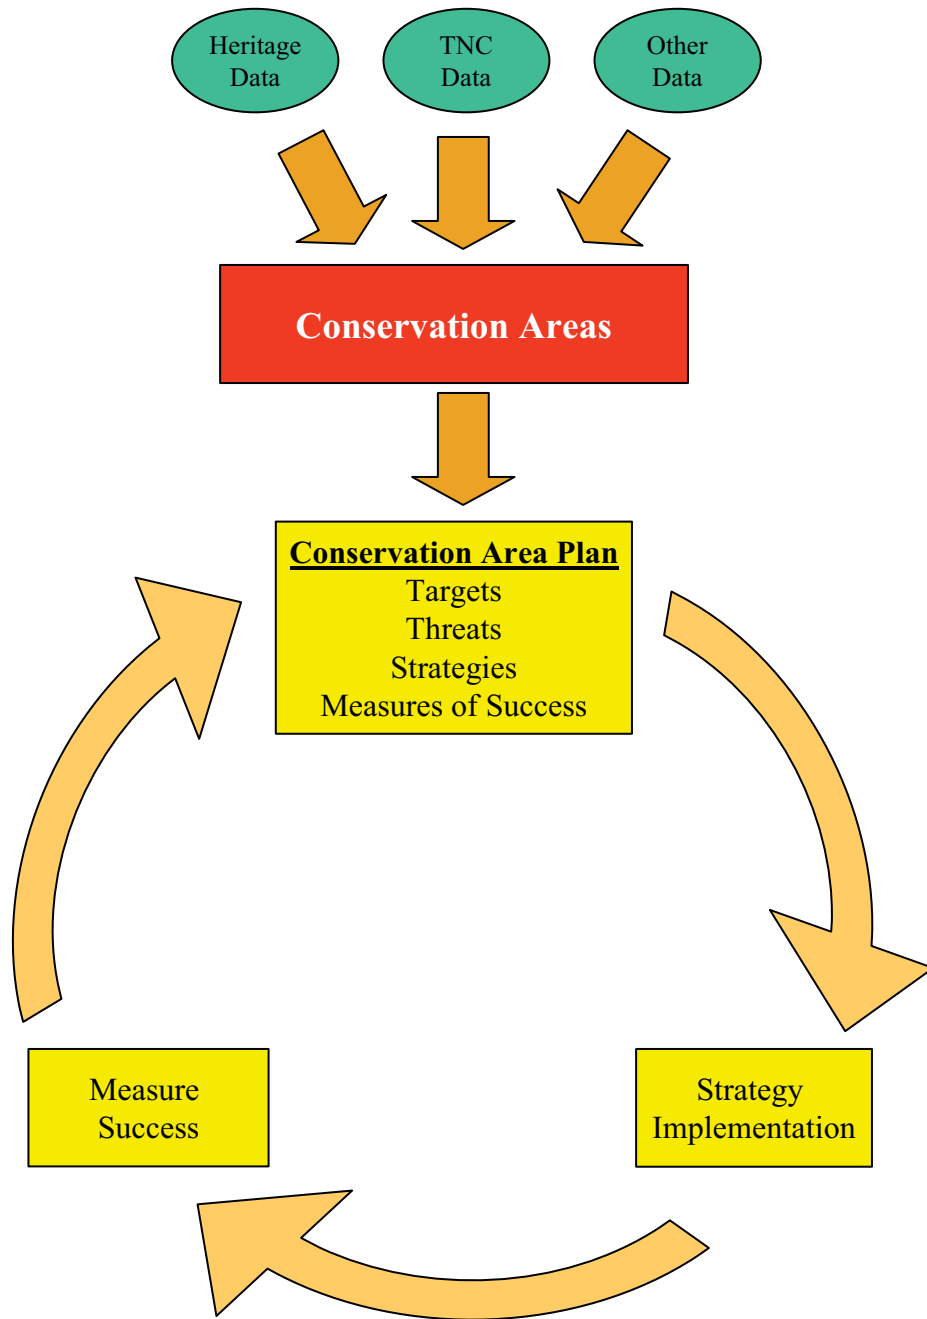 Heritage
Data
TNC
Data
Other
Data
Conservation Areas
Conservation Area Plan
Targets
Threats
Strategies
Measures of Success
Measure
Success
Strategy
Implementation